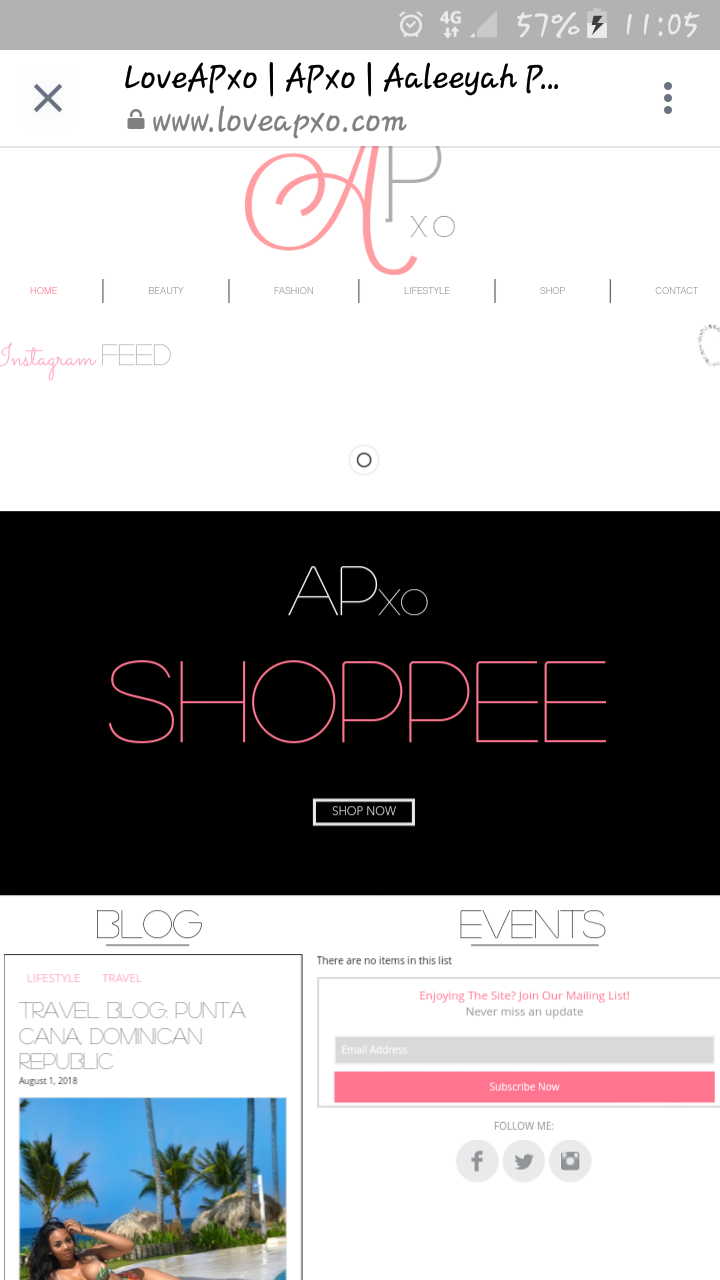 4G 57% 11:05
LoveAPxo | APxo | Aaleeyah P...
www.loveapxo.com
AP
xo
HOME BEAUTY FASHION LIFESTYLE SHOP CONTACT
Instagram FEED
APxo
SHOPPEE
SHOP NOW
BLOG
LIFESTYLE TRAVEL
TRAVEL BLOG: PUNTA
CANA, DOMINICAN
REPUBLIC
August 1, 2018
EVENTS
There are no items in this list
Enjoying The Site? Join Our Mailing List!
Never miss an update
Email Address
Subscribe Now
FOLLOW ME: